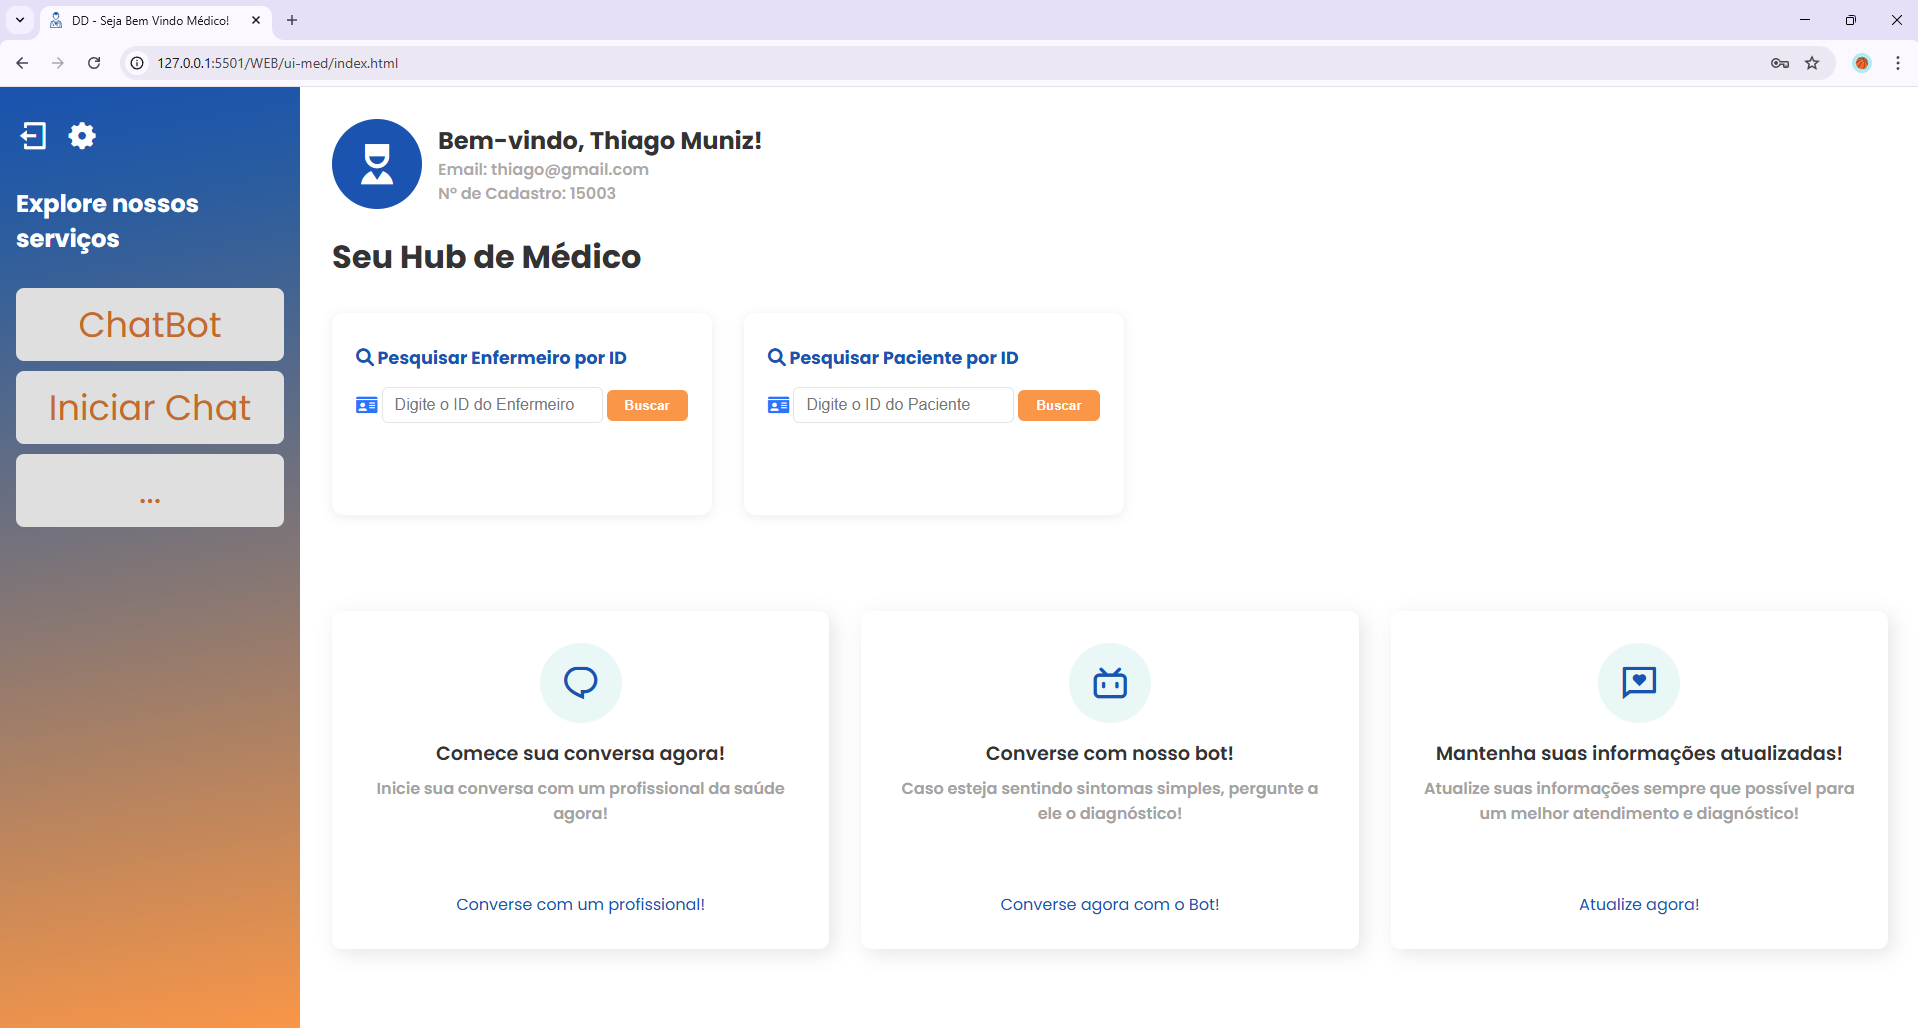 DD - Seja Bem Vindo Médico!
127.0.0.1:5501/WEB/ui-med/index.html
Explore nossos
serviços
ChatBot
Iniciar Chat
...
Bem-vindo, Thiago Muniz!
Email: thiago@gmail.com
Nº de Cadastro: 15003
Seu Hub de Médico
Pesquisar Enfermeiro por ID
Digite o ID do Enfermeiro
Buscar
Pesquisar Paciente por ID
Digite o ID do Paciente
Buscar
Comece sua conversa agora!
Inicie sua conversa com um profissional da saúde
agora!
Converse com um profissional!
Converse com nosso bot!
Caso esteja sentindo sintomas simples, pergunte a
ele o diagnóstico!
Converse agora com o Bot!
Mantenha suas informações atualizadas!
Atualize suas informações sempre que possível para
um melhor atendimento e diagnóstico!
Atualize agora!